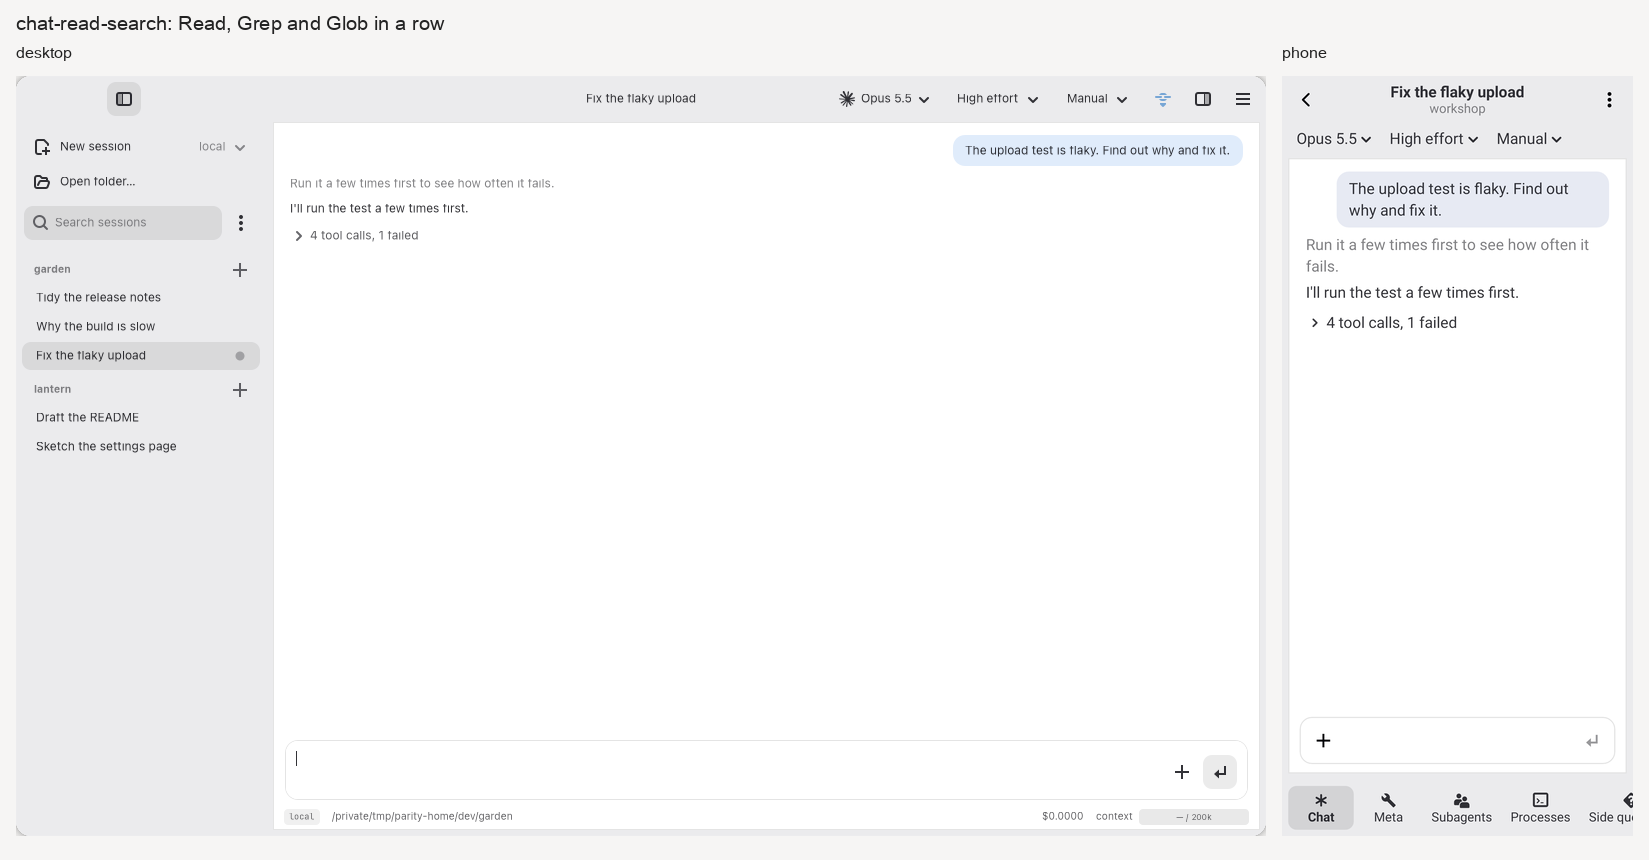 chat-read-search: Read, Grep and Glob in a row
desktop
Fix the flaky upload
Opus 5.5
High effort
Manual
New session
local
Open folder...
Search sessions
garden
Tidy the release notes
Why the build is slow
Fix the flaky upload
lantern
Draft the README
Sketch the settings page
The upload test is flaky. Find out why and fix it.
Run it a few times first to see how often it fails.
I'll run the test a few times first.
4 tool calls, 1 failed
local
/private/tmp/parity-home/dev/garden
$0.0000
context
— / 200k
phone
Fix the flaky upload
workshop
Opus 5.5
High effort
Manual
The upload test is flaky. Find out
why and fix it.
Run it a few times first to see how often it
fails.
I'll run the test a few times first.
4 tool calls, 1 failed
Chat
Meta
Subagents
Processes
Side